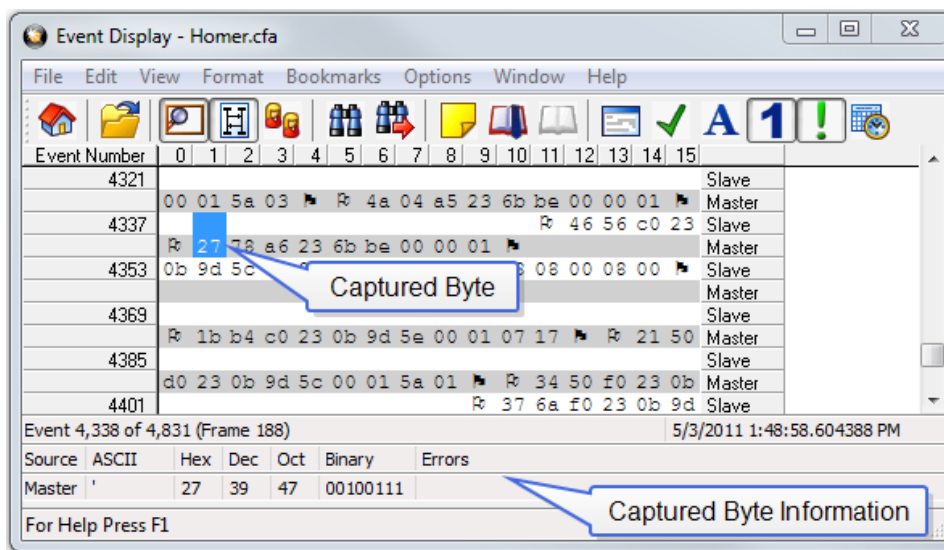 Event Display - Homer.cfa
File Edit View Format Bookmarks Options Window Help
A 1 !
Event Number 0 1 2 3 4 5 6 7 8 9 10 11 12 13 14 15
4321 Slave
00 01 5a 03 4a 04 a5 23 6b be 00 00 01 Master
4337 46 56 c0 23 Slave
27 78 a6 23 6b be 00 00 01 Master
4353 0b 9d 5c 08 00 08 00 Slave
Captured Byte
Master
4369 Slave
1b b4 c0 23 0b 9d 5e 00 01 07 17 21 50 Master
4385 Slave
d0 23 0b 9d 5c 00 01 5a 01 34 50 f0 23 0b Master
4401 37 6a f0 23 0b 9d Slave
Event 4,338 of 4,831 (Frame 188) 5/3/2011 1:48:58.604388 PM
Source ASCII Hex Dec Oct Binary Errors
Master ' 27 39 47 00100111
Captured Byte Information
For Help Press F1